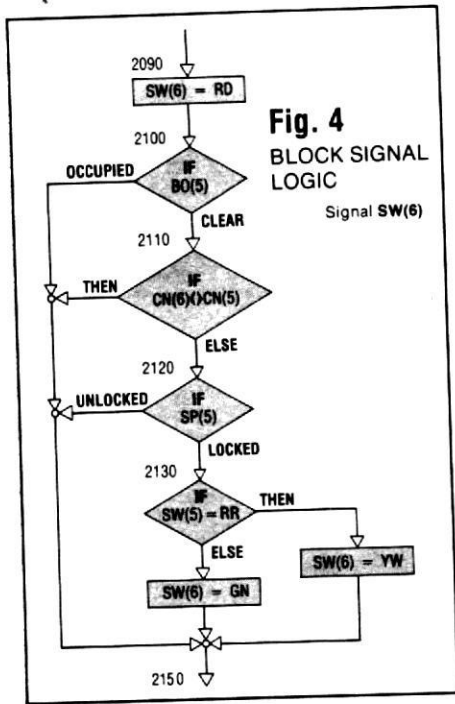 2090
SW(6) = RD
Fig. 4
BLOCK SIGNAL
LOGIC
Signal SW(6)
2100
OCCUPIED
IF
BO(5)
CLEAR
2110
THEN
IF
CN(6)<>CN(5)
ELSE
2120
UNLOCKED
IF
SP(5)
LOCKED
2130
IF
SW(5) = RR
THEN
ELSE
SW(6) = GN
SW(6) = YW
2150